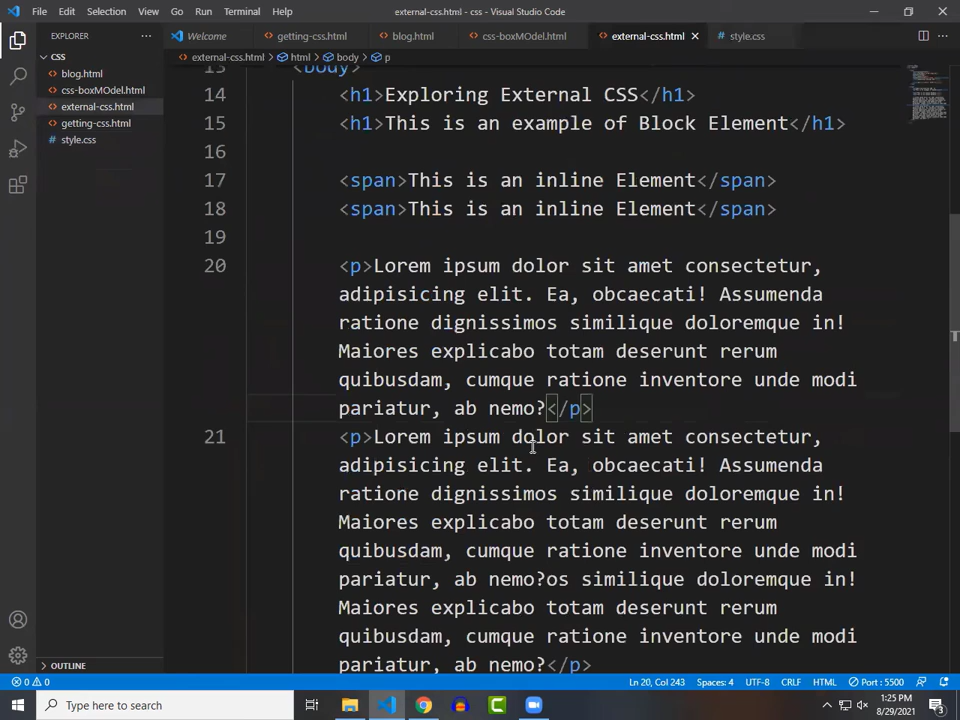 File Edit Selection View Go Run Terminal Help
external-css.html - css - Visual Studio Code
EXPLORER
Welcome
getting-css.html
blog.html
css-boxMOdel.html
external-css.html
style.css
CSS
blog.html
css-boxMOdel.html
external-css.html
getting-css.html
style.css
external-css.html > html > body > p
13 <body>
14 <h1>Exploring External CSS</h1>
15 <h1>This is an example of Block Element</h1>
16
17 <span>This is an inline Element</span>
18 <span>This is an inline Element</span>
19
20 <p>Lorem ipsum dolor sit amet consectetur,
adipisicing elit. Ea, obcaecati! Assumenda
ratione dignissimos similique doloremque in!
Maiores explicabo totam deserunt rerum
quibusdam, cumque ratione inventore unde modi
pariatur, ab nemo?</p>
21 <p>Lorem ipsum dolor sit amet consectetur,
adipisicing elit. Ea, obcaecati! Assumenda
ratione dignissimos similique doloremque in!
Maiores explicabo totam deserunt rerum
quibusdam, cumque ratione inventore unde modi
pariatur, ab nemo?os similique doloremque in!
Maiores explicabo totam deserunt rerum
quibusdam, cumque ratione inventore unde modi
pariatur, ab nemo?</p>
OUTLINE
0 0
Ln 20, Col 243 Spaces: 4 UTF-8 CRLF HTML Port : 5500
Type here to search
1:25 PM
8/29/2021
3